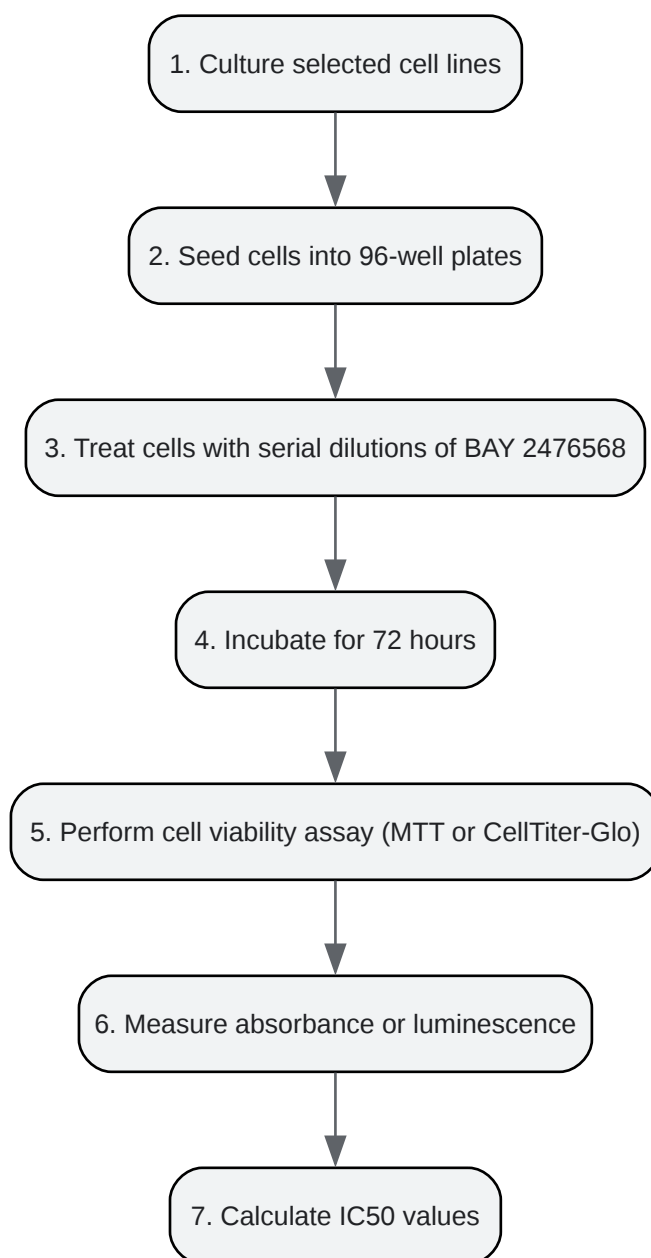 1. Culture selected cell lines
2. Seed cells into 96-well plates
3. Treat cells with serial dilutions of BAY 2476568
4. Incubate for 72 hours
5. Perform cell viability assay (MTT or CellTiter-Glo)
6. Measure absorbance or luminescence
7. Calculate IC50 values